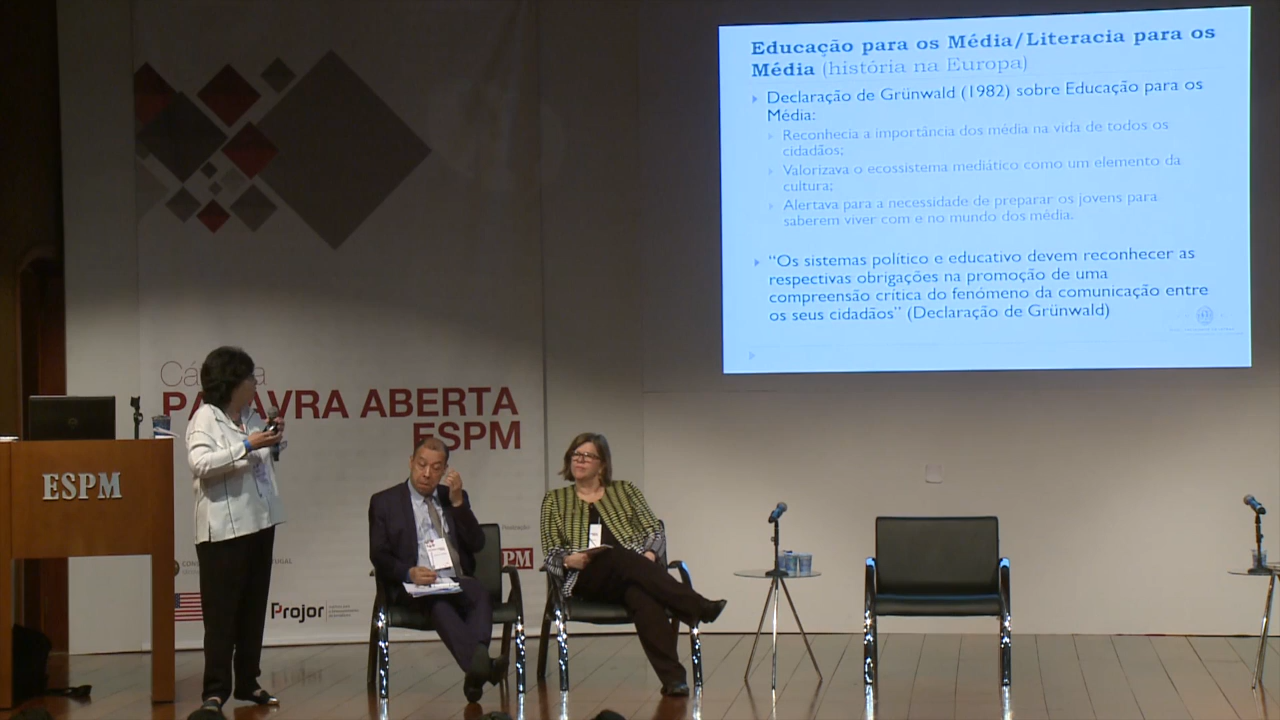 Educação para os Média/Literacia para os
Média (história na Europa)
Declaração de Grünwald (1982) sobre Educação para os
Média:
Reconhecia a importância dos média na vida de todos os
cidadãos;
Valorizava o ecossistema mediático como um elemento da
cultura;
Alertava para a necessidade de preparar os jovens para
saberem viver com e no mundo dos média.
“Os sistemas político e educativo devem reconhecer as
respectivas obrigações na promoção de uma
compreensão crítica do fenómeno da comunicação entre
os seus cidadãos” (Declaração de Grünwald)
PALAVRA ABERTA
ESPM
ESPM
Realização
PM
Projor